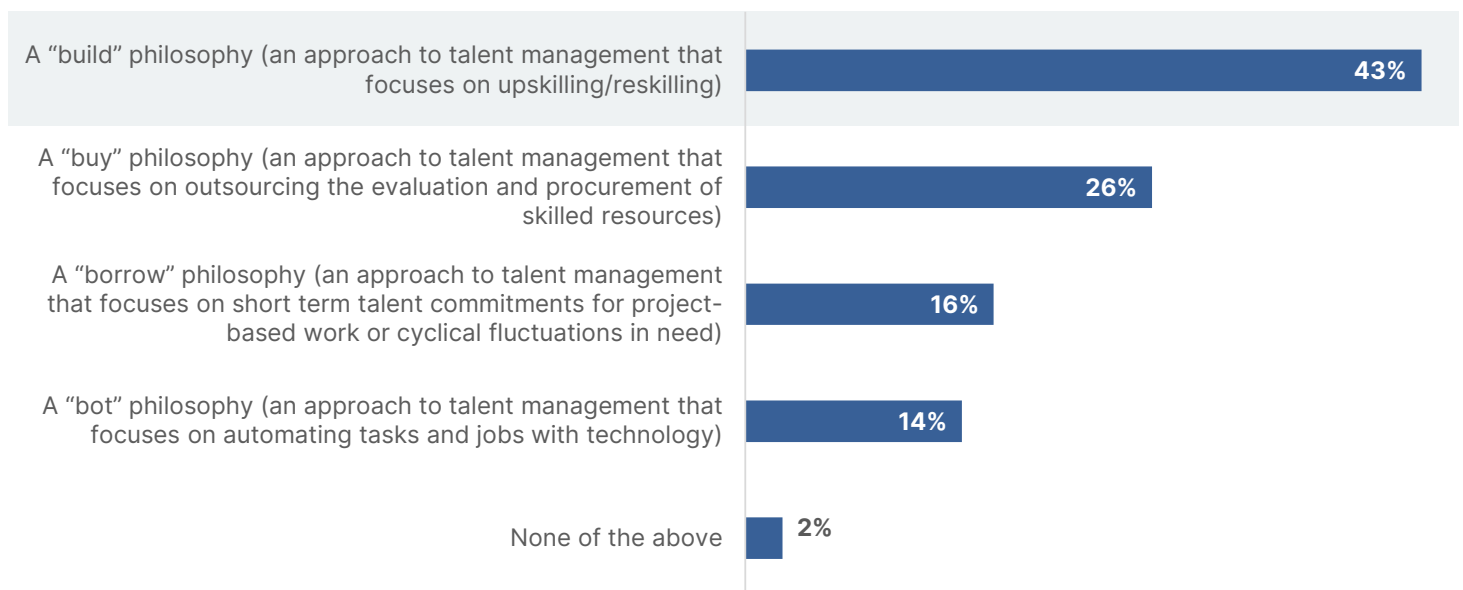 A “build” philosophy (an approach to talent management that
focuses on upskilling/reskilling)
43%
A “buy” philosophy (an approach to talent management that
focuses on outsourcing the evaluation and procurement of
skilled resources)
26%
A “borrow” philosophy (an approach to talent management
that focuses on short term talent commitments for project-
based work or cyclical fluctuations in need)
16%
A “bot” philosophy (an approach to talent management that
focuses on automating tasks and jobs with technology)
14%
None of the above
2%